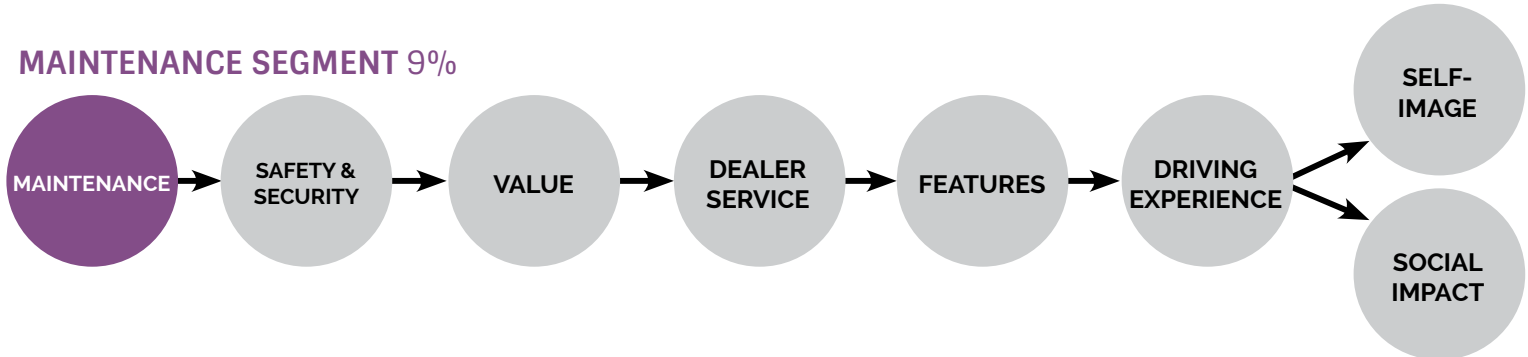 MAINTENANCE SEGMENT 9%
MAINTENANCE
SAFETY &
SECURITY
VALUE
DEALER
SERVICE
FEATURES
DRIVING
EXPERIENCE
SELF-
IMAGE
SOCIAL
IMPACT